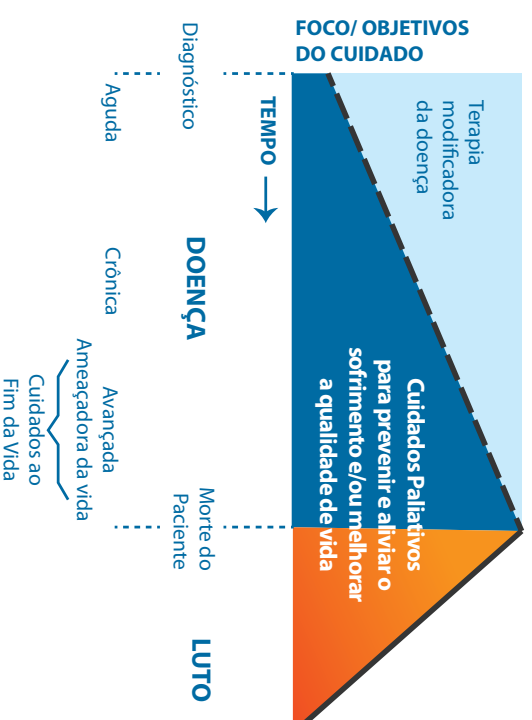 FOCO/ OBJETIVOS
DO CUIDADO
Terapia
modificadora
da doença
Cuidados Paliativos
para prevenir e aliviar o
sofrimento e/ou melhorar
a qualidade de vida
TEMPO
Diagnóstico
DOENÇA
Morte do
Paciente
LUTO
Aguda
Crônica
Avançada
Ameaçadora da vida
Cuidados ao
Fim da Vida